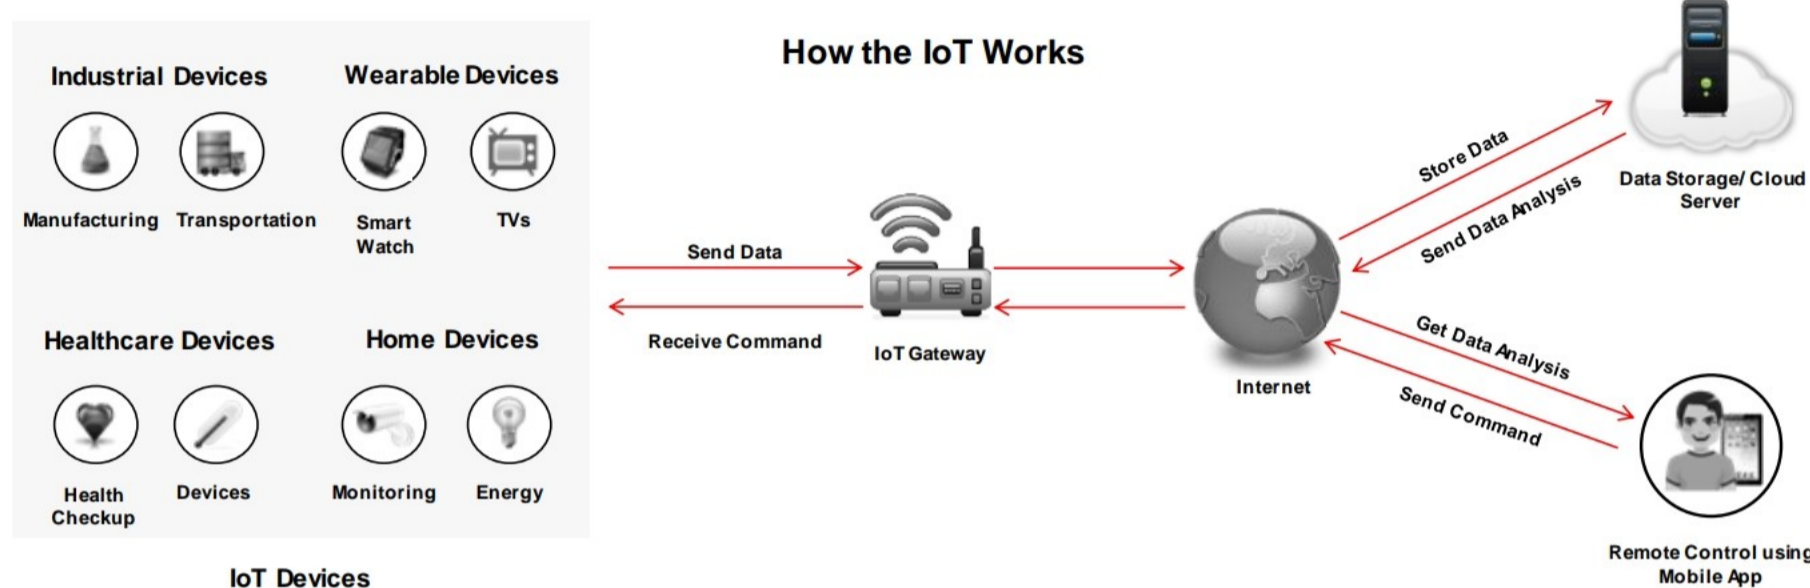 How the IoT Works
Industrial Devices
Manufacturing
Transportation
Wearable Devices
Smart
Watch
TVs
Healthcare Devices
Health
Checkup
Devices
Home Devices
Monitoring
Energy
IoT Devices
Send Data
Receive Command
IoT Gateway
Internet
Store Data
Send Data Analysis
Data Storage/ Cloud
Server
Get Data Analysis
Send Command
Remote Control using
Mobile App